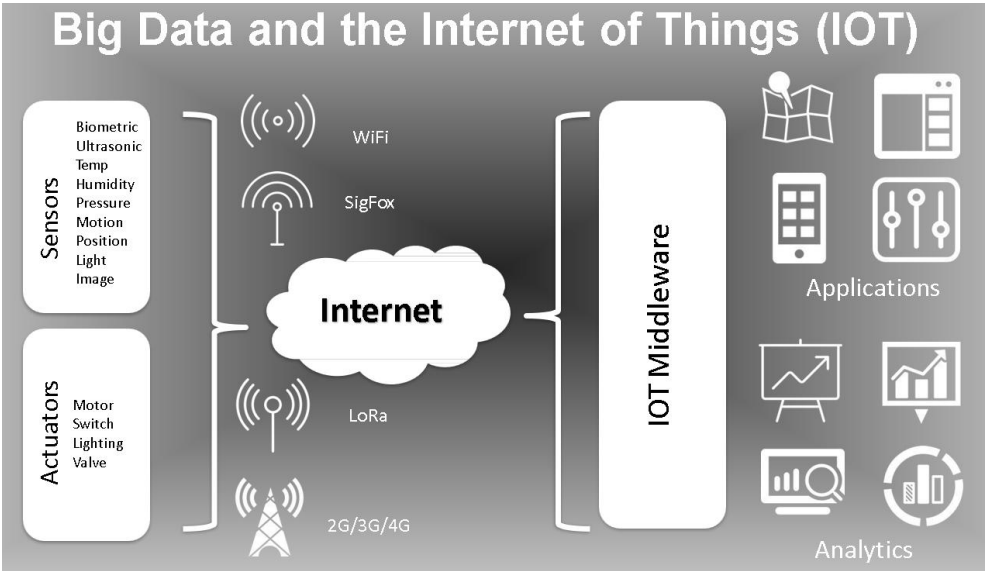 Big Data and the Internet of Things (IOT)
Sensors
Biometric
Ultrasonic
Temp
Humidity
Pressure
Motion
Position
Light
Image
Actuators
Motor
Switch
Lighting
Valve
WiFi
SigFox
Internet
LoRa
2G/3G/4G
IOT Middleware
Applications
Analytics